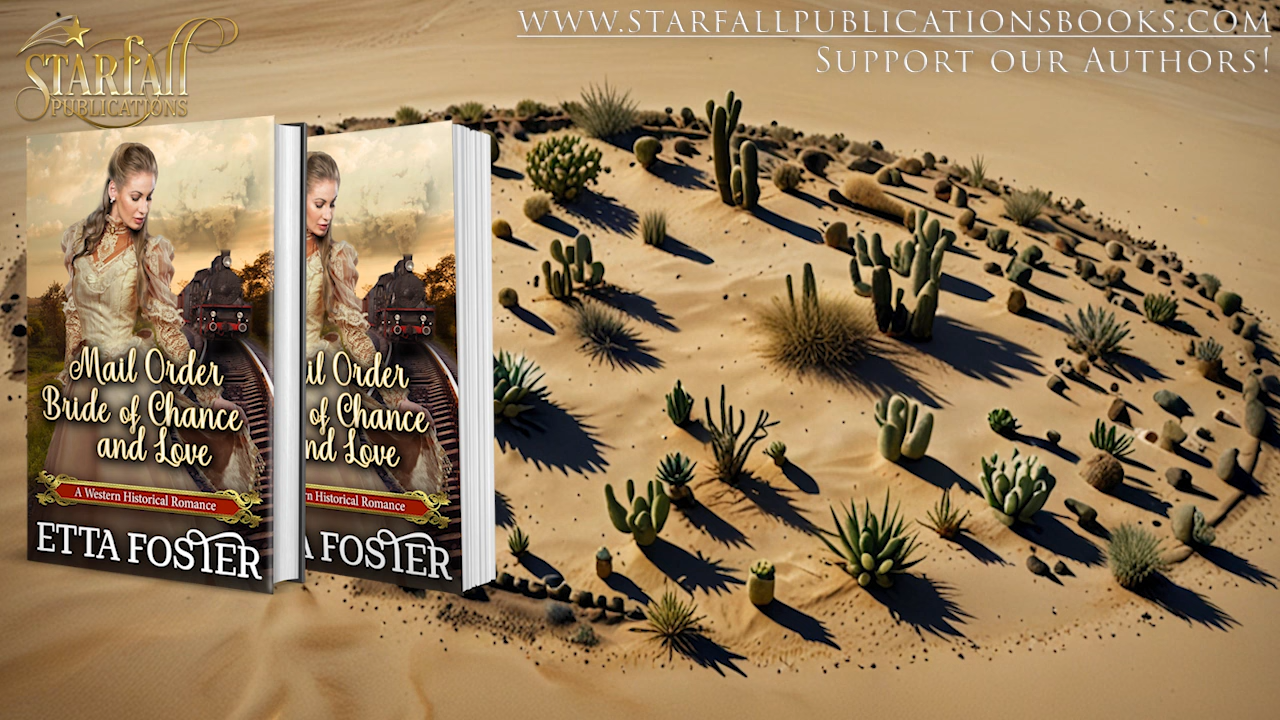 STARfall
PUBLICATIONS
WWW.STARFALLPUBLICATIONSBOOKS.COM
SUPPORT OUR AUTHORS!
Mail Order
Bride of Chance
and Love
A Western Historical Romance
ETTA FOSTER
il Order
of Chance
nd Love
rn Historical Romance
A FOSTER